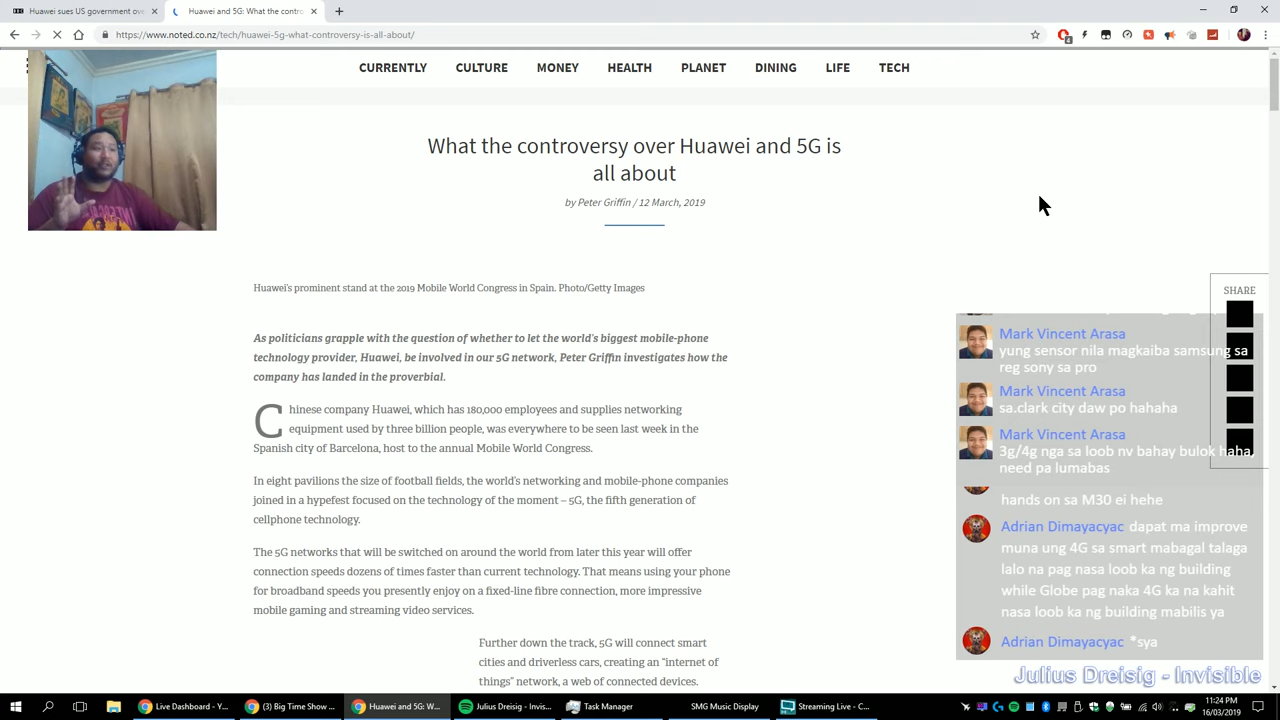 Huawei sues US government ove
Huawei and 5G: What the contro
https://www.noted.co.nz/tech/huawei-5g-what-controversy-is-all-about/
4
CURRENTLY CULTURE MONEY HEALTH PLANET DINING LIFE TECH
What the controversy over Huawei and 5G is
all about
by Peter Griffin / 12 March, 2019
Huawei's prominent stand at the 2019 Mobile World Congress in Spain. Photo/Getty Images
SHARE
As politicians grapple with the question of whether to let the world's biggest mobile-phone
technology provider, Huawei, be involved in our 5G network, Peter Griffin investigates how the
company has landed in the proverbial.
Chinese company Huawei, which has 180,000 employees and supplies networking
equipment used by three billion people, was everywhere to be seen last week in the
Spanish city of Barcelona, host to the annual Mobile World Congress.
In eight pavilions the size of football fields, the world's networking and mobile-phone companies
joined in a hypefest focused on the technology of the moment – 5G, the fifth generation of
cellphone technology.
The 5G networks that will be switched on around the world from later this year will offer
connection speeds dozens of times faster than current technology. That means using your phone
for broadband speeds you presently enjoy on a fixed-line fibre connection, more impressive
mobile gaming and streaming video services.
Further down the track, 5G will connect smart
cities and driverless cars, creating an “internet of
things” network, a web of connected devices.
Mark Vincent Arasa
yung sensor nila magkaiba samsung sa
reg sony sa pro
Mark Vincent Arasa
sa.clark city daw po hahaha
Mark Vincent Arasa
3g/4g nga sa loob nv bahay bulok haha,
need pa lumabas
hands on sa M30 ei hehe
Adrian Dimayacyac dapat ma improve
muna ung 4G sa smart mabagal talaga
lalo na pag nasa loob ka ng building
while Globe pag naka 4G ka na kahit
nasa loob ka ng building mabilis ya
Adrian Dimayacyac *sya
Julius Dreisig - Invisible
Live Dashboard - Y...
(3) Big Time Show ...
Huawei and 5G: W...
Julius Dreisig - Invis...
Task Manager
SMG Music Display
Streaming Live - C...
11:24 PM
16/03/2019